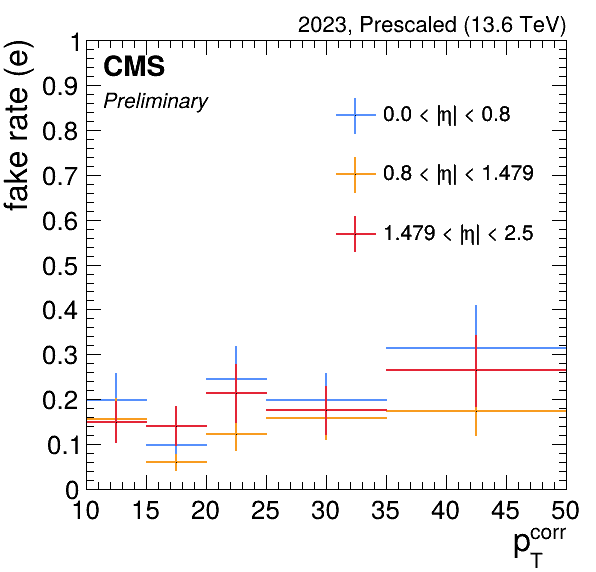 2023, Prescaled (13.6 TeV)
fake rate (e)
CMS
Preliminary
0.0 < |η| < 0.8
0.8 < |η| < 1.479
1.479 < |η| < 2.5
1
0.9
0.8
0.7
0.6
0.5
0.4
0.3
0.2
0.1
0
10 15 20 25 30 35 40 45 50
p_T^corr